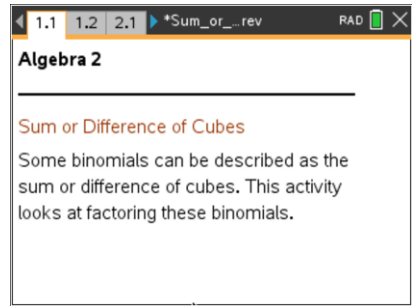 1.1 1.2 2.1 *Sum_or_...rev RAD
Algebra 2
Sum or Difference of Cubes
Some binomials can be described as the
sum or difference of cubes. This activity
looks at factoring these binomials.